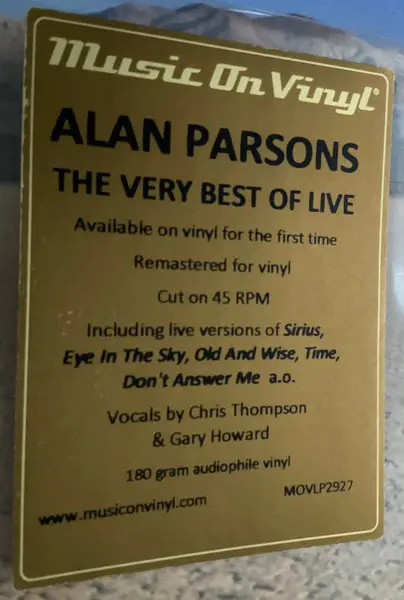 Music On Vinyl®
ALAN PARSONS
THE VERY BEST OF LIVE
Available on vinyl for the first time
Remastered for vinyl
Cut on 45 RPM
Including live versions of Sirius,
Eye In The Sky, Old And Wise, Time,
Don't Answer Me a.o.
Vocals by Chris Thompson
& Gary Howard
180 gram audiophile vinyl
www.musiconvinyl.com MOVLP2927